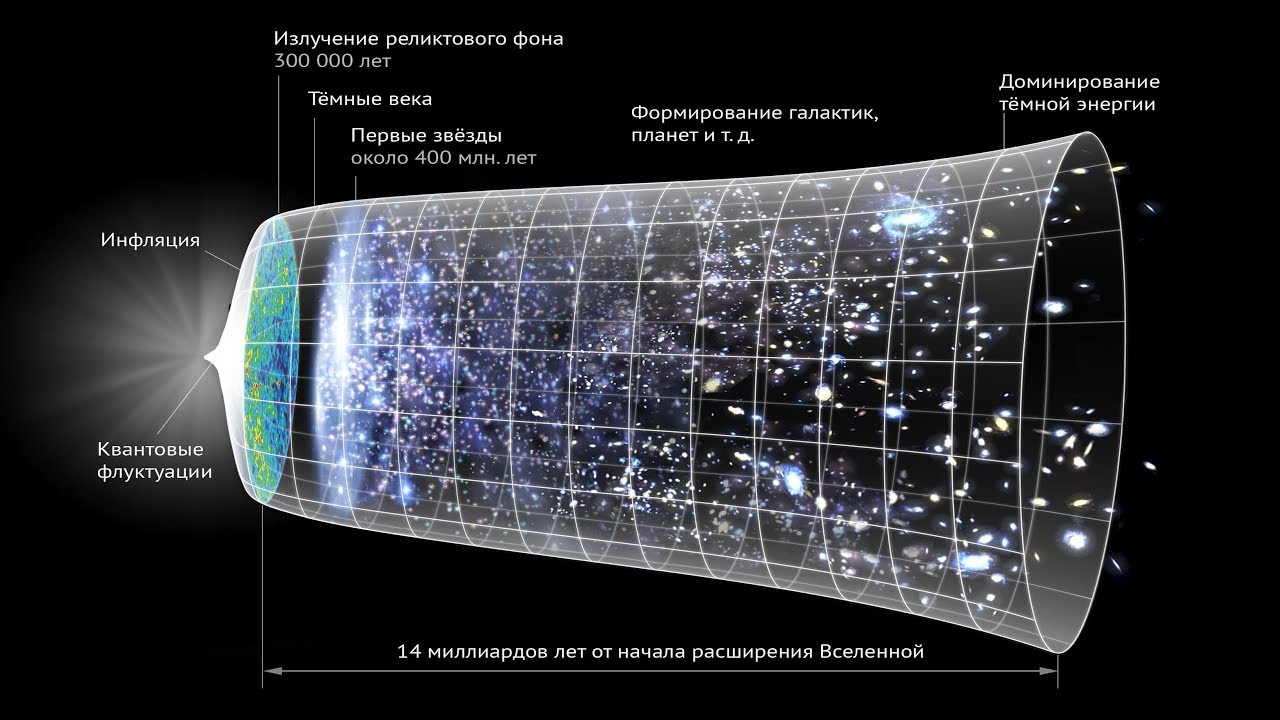 Излучение реликтового фона
300 000 лет
Тёмные века
Первые звёзды
около 400 млн. лет
Формирование галактик,
планет и т. д.
Доминирование
тёмной энергии
Инфляция
Квантовые
флуктуации
14 миллиардов лет от начала расширения Вселенной